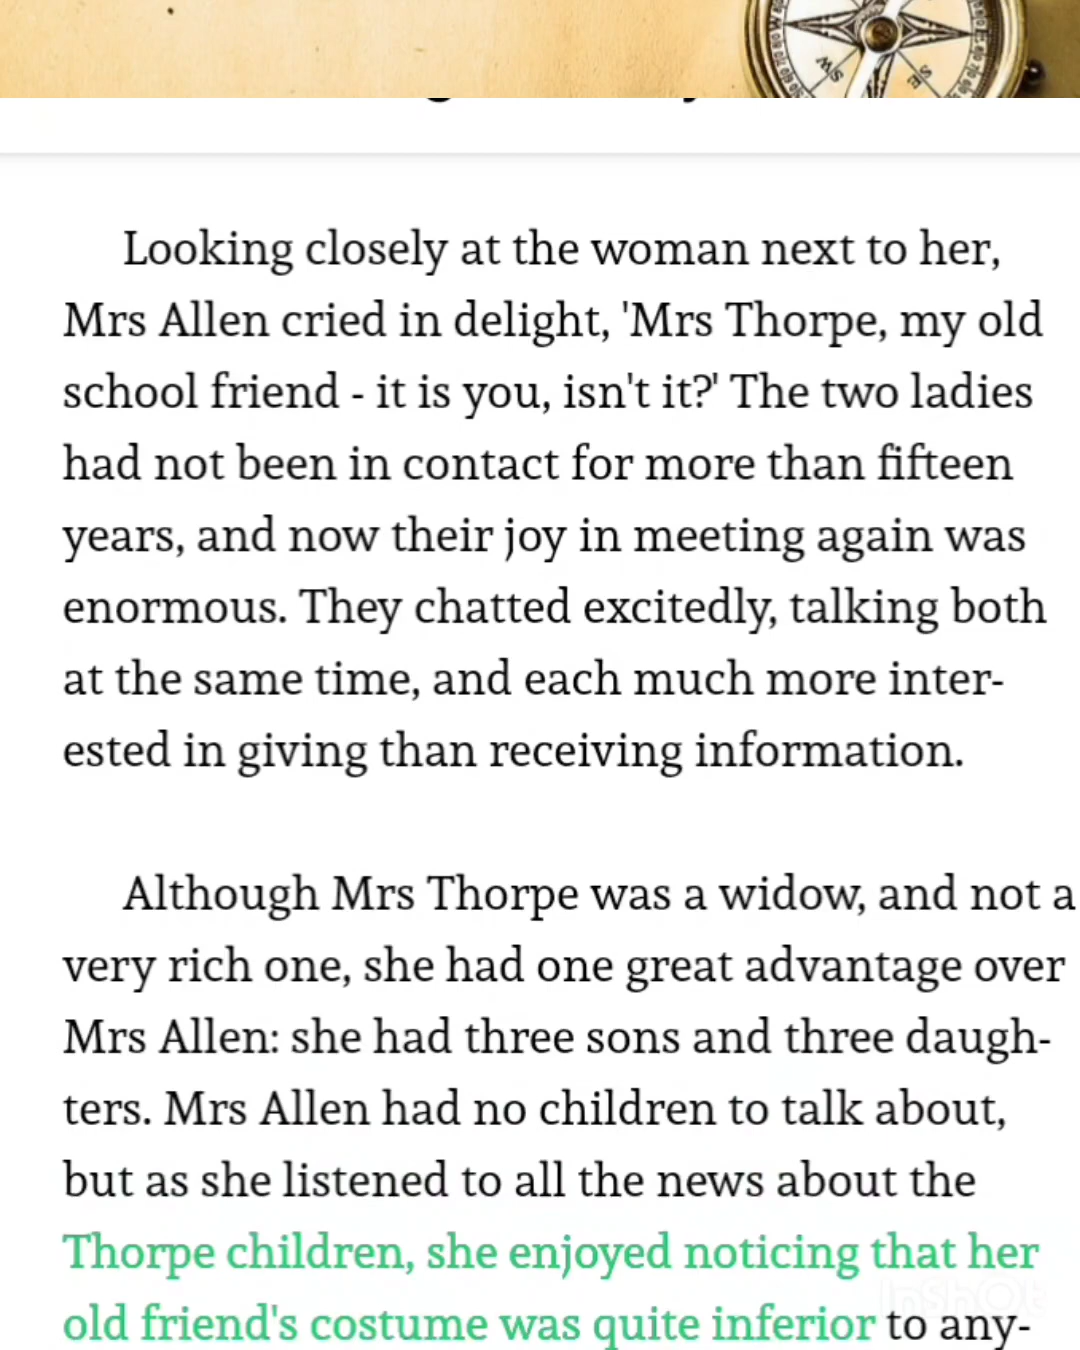 SW
SE
Looking closely at the woman next to her,
Mrs Allen cried in delight, 'Mrs Thorpe, my old
school friend - it is you, isn't it?' The two ladies
had not been in contact for more than fifteen
years, and now their joy in meeting again was
enormous. They chatted excitedly, talking both
at the same time, and each much more inter-
ested in giving than receiving information.
Although Mrs Thorpe was a widow, and not a
very rich one, she had one great advantage over
Mrs Allen: she had three sons and three daugh-
ters. Mrs Allen had no children to talk about,
but as she listened to all the news about the
Thorpe children, she enjoyed noticing that her
old friend's costume was quite inferior to any-
InShOt